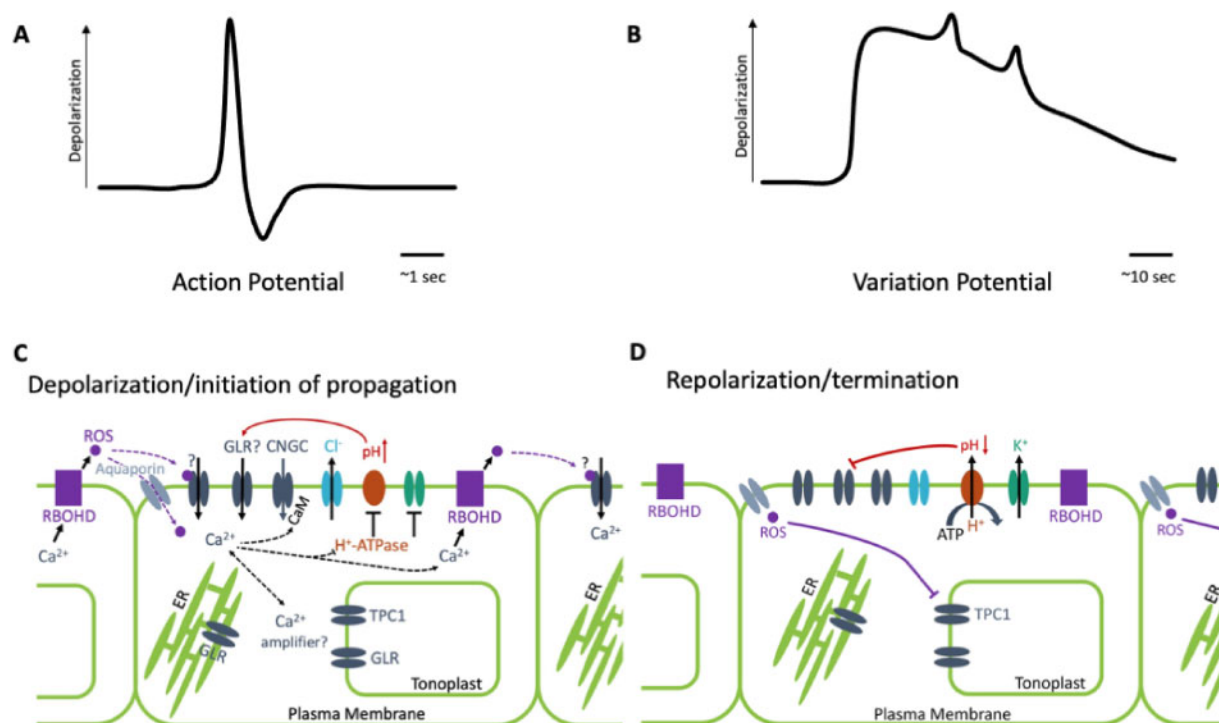 A
Depolarization
~1 sec
Action Potential
B
Depolarization
~10 sec
Variation Potential
C
Depolarization/initiation of propagation
ROS
Aquaporin
?
GLR?
CNGC
Cl⁻
pH↑
?
RBOHD
Ca²⁺
Ca²⁺
CaM
H⁺-ATPase
RBOHD
Ca²⁺
Ca²⁺
ER
GLR
Ca²⁺
amplifier?
TPC1
GLR
Tonoplast
Plasma Membrane
D
Repolarization/termination
pH↓
K⁺
RBOHD
ROS
ATP
H⁺
RBOHD
ROS
ER
TPC1
ER
Tonoplast
Plasma Membrane